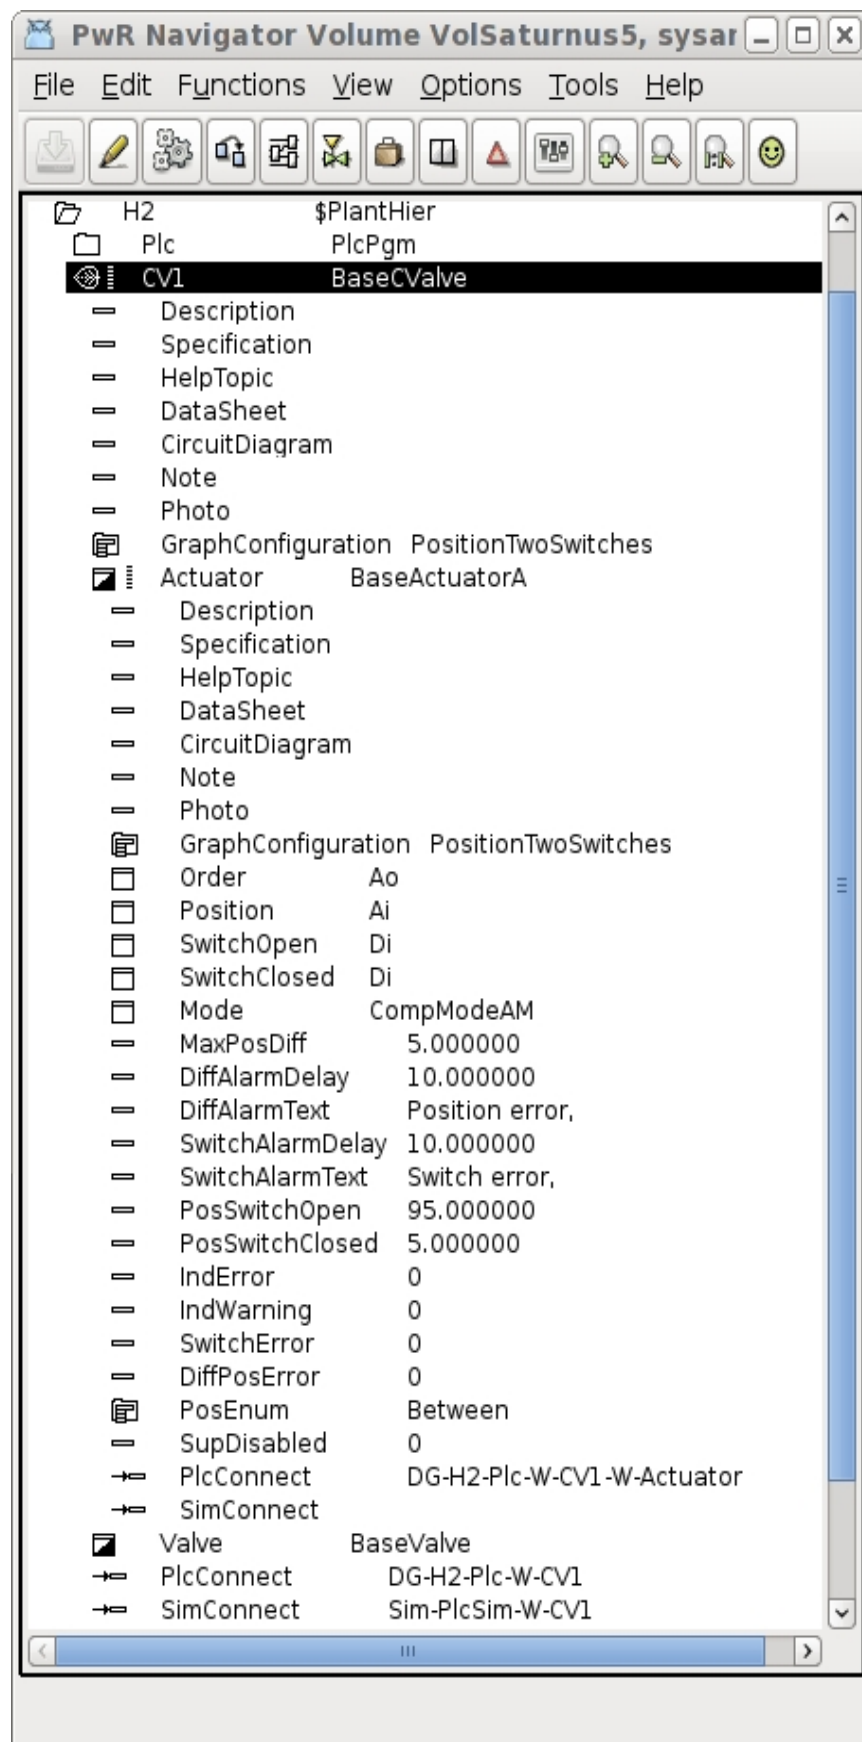 PwR Navigator Volume VolSaturnus5, sysar
File Edit Functions View Options Tools Help
H2 $PlantHier
Plc PlcPgm
CV1 BaseCValve
Description
Specification
HelpTopic
DataSheet
CircuitDiagram
Note
Photo
GraphConfiguration PositionTwoSwitches
Actuator BaseActuatorA
Description
Specification
HelpTopic
DataSheet
CircuitDiagram
Note
Photo
GraphConfiguration PositionTwoSwitches
Order Ao
Position Ai
SwitchOpen Di
SwitchClosed Di
Mode CompModeAM
MaxPosDiff 5.000000
DiffAlarmDelay 10.000000
DiffAlarmText Position error,
SwitchAlarmDelay 10.000000
SwitchAlarmText Switch error,
PosSwitchOpen 95.000000
PosSwitchClosed 5.000000
IndError 0
IndWarning 0
SwitchError 0
DiffPosError 0
PosEnum Between
SupDisabled 0
PlcConnect DG-H2-Plc-W-CV1-W-Actuator
SimConnect
Valve BaseValve
PlcConnect DG-H2-Plc-W-CV1
SimConnect Sim-PlcSim-W-CV1